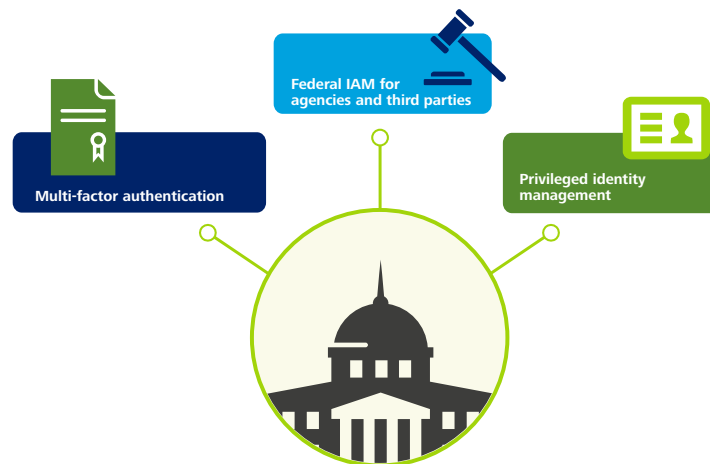 Federal IAM for
agencies and third parties
Multi-factor authentication
Privileged identity
management